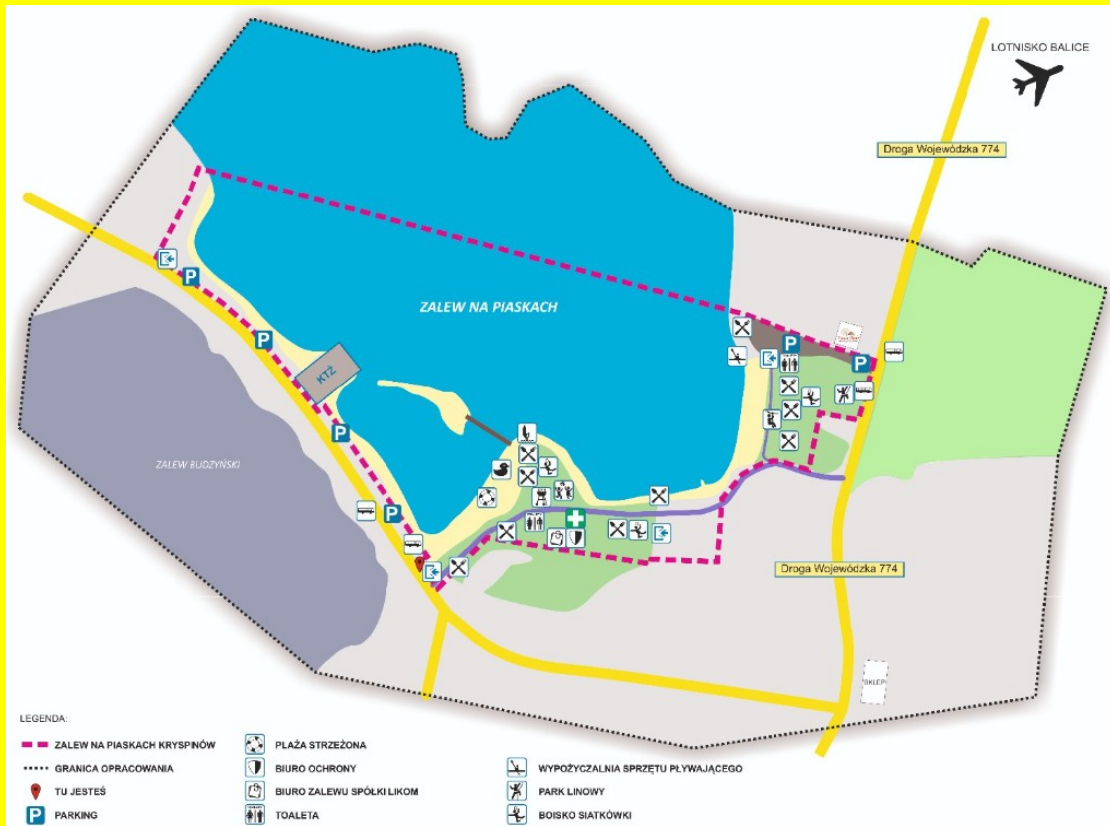 LOTNISKO BALICE
Droga Wojewódzka 774
ZALEW NA PIASKACH
P
P
P
P
KTŻ
P
P
ZALEW BUDZYŃSKI
Droga Wojewódzka 774
SKLEP
LEGENDA:
ZALEW NA PIASKACH KRYSPINÓW
GRANICA OPRACOWANIA
TU JESTEŚ
P PARKING
PLAŻA STRZEŻONA
BIURO OCHRONY
BIURO ZALEWU SPÓŁKI LIKOM
TOALETA
WYPOŻYCZALNIA SPRZĘTU PŁYWAJĄCEGO
PARK LINOWY
BOISKO SIATKÓWKI